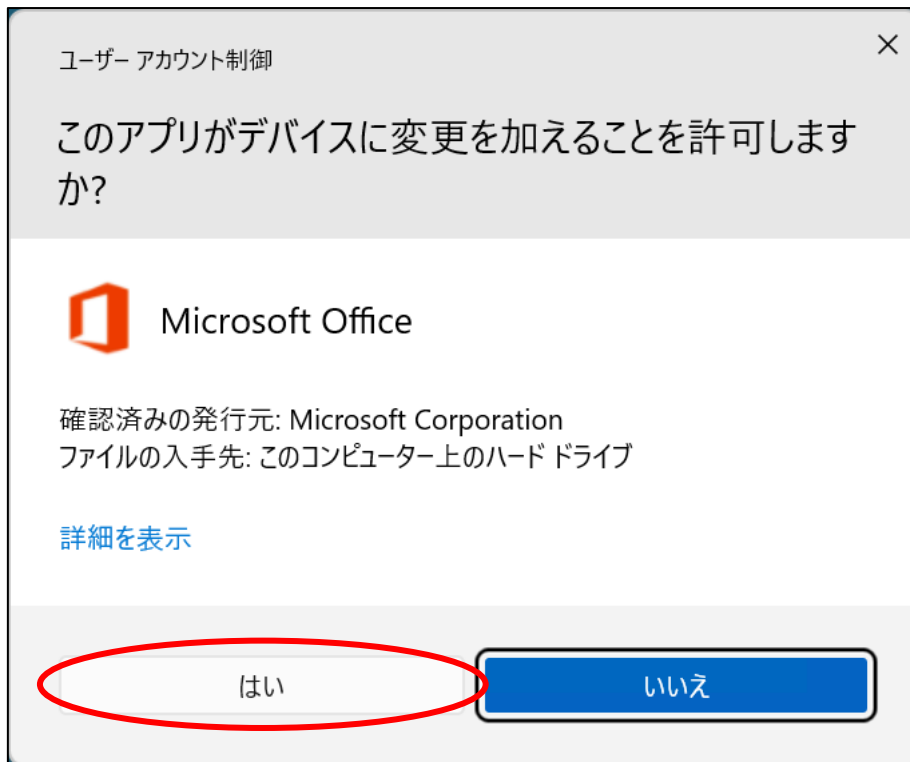 ユーザー アカウント制御
このアプリがデバイスに変更を加えることを許可します
か?
Microsoft Office
確認済みの発行元: Microsoft Corporation
ファイルの入手先: このコンピューター上のハード ドライブ
詳細を表示
はい
いいえ